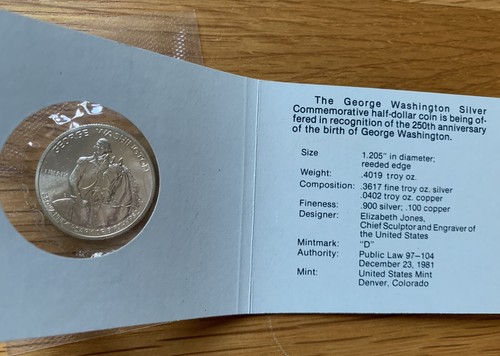 GEORGE WASHINGTON
The George Washington Silver
Commemorative half-dollar coin is being of-
fered in recognition of the 250th anniversary
of the birth of George Washington.
Size 1.205" in diameter;
reeded edge
Weight: .4019 troy oz.
Composition: .3617 fine troy oz. silver
.0402 troy oz. copper
Fineness: .900 silver, .100 copper
Designer: Elizabeth Jones,
Chief Sculptor and Engraver of
the United States
Mintmark: "D"
Authority: Public Law 97–104
December 23, 1981
Mint: United States Mint
Denver, Colorado